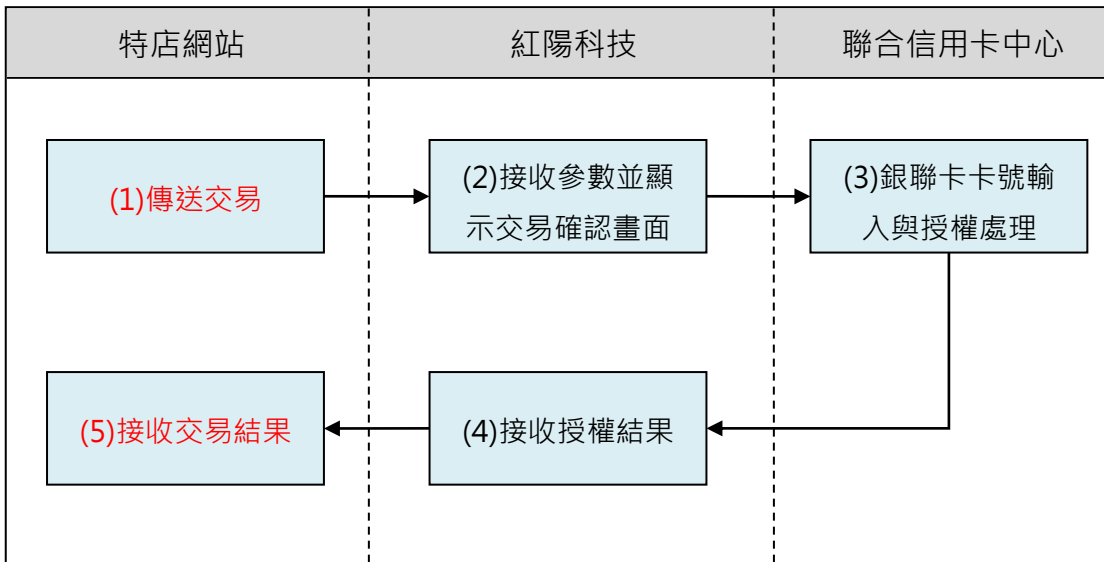 特店網站
紅陽科技
聯合信用卡中心
(1)傳送交易
(2)接收參數並顯
示交易確認畫面
(3)銀聯卡卡號輸
入與授權處理
(5)接收交易結果
(4)接收授權結果